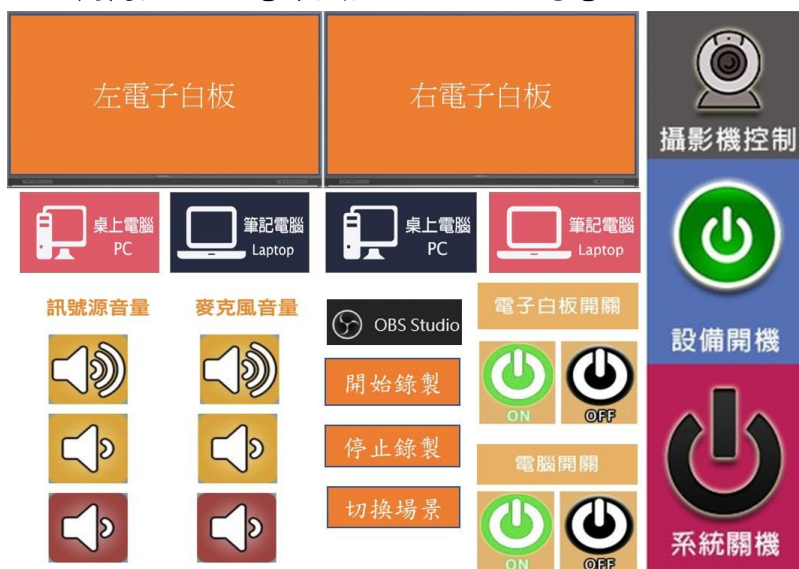 左電子白板
右電子白板
攝影機控制
桌上電腦
PC
筆記電腦
Laptop
桌上電腦
PC
筆記電腦
Laptop
設備開機
訊號源音量
麥克風音量
OBS Studio
開始錄製
停止錄製
切換場景
電子白板開關
ON
OFF
電腦開關
ON
OFF
系統關機